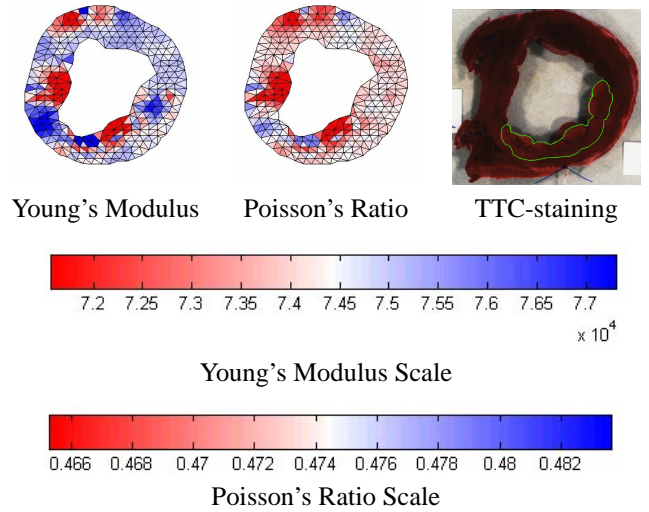 Young's Modulus Poisson's Ratio TTC-staining
7.2 7.25 7.3 7.35 7.4 7.45 7.5 7.55 7.6 7.65 7.7
x 10^4
Young's Modulus Scale
0.466 0.468 0.47 0.472 0.474 0.476 0.478 0.48 0.482
Poisson's Ratio Scale